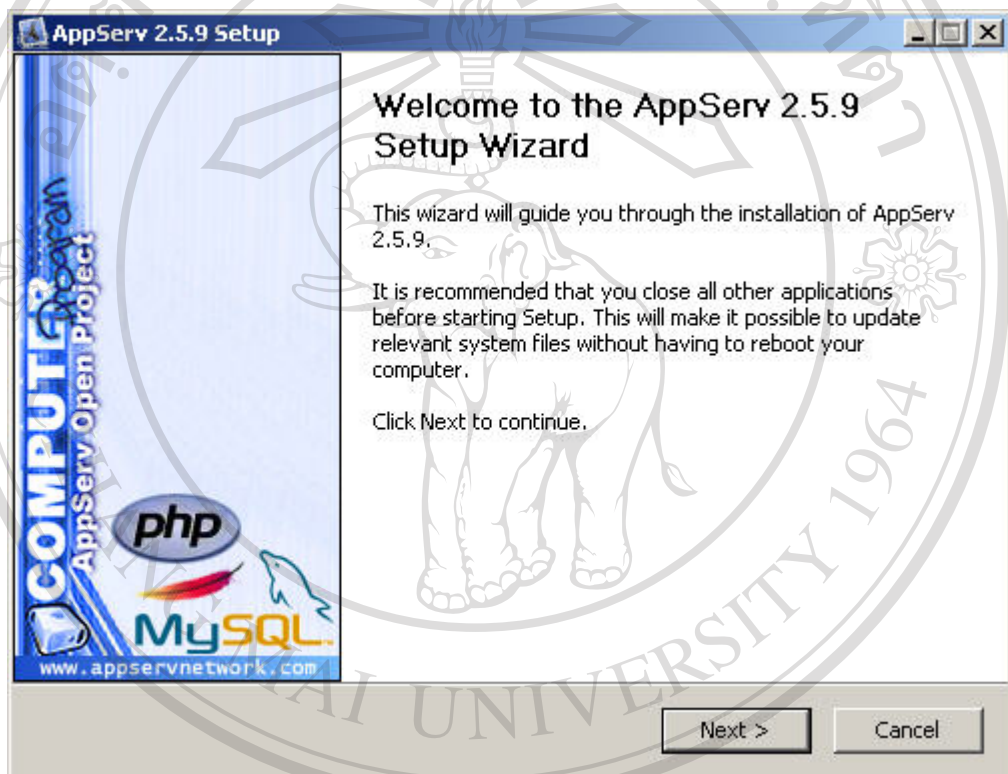 AppServ 2.5.9 Setup
Welcome to the AppServ 2.5.9
Setup Wizard
This wizard will guide you through the installation of AppServ
2.5.9.
It is recommended that you close all other applications
before starting Setup. This will make it possible to update
relevant system files without having to reboot your
computer.
Click Next to continue.
COMPUTER
Program
AppServ Open Project
php
MySQL
www.appservnetwork.com
MAI UNIVERSITY 1964
Next >
Cancel